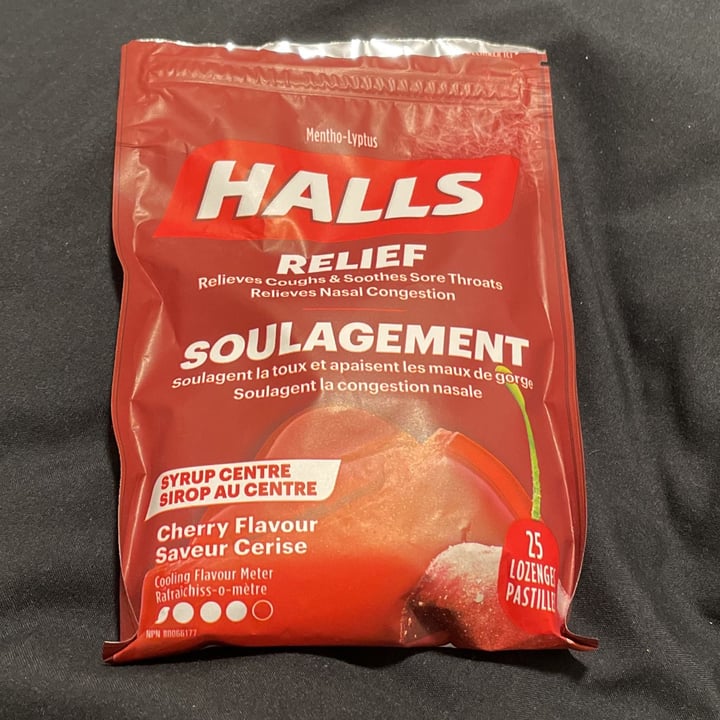 Mentho-Lyptus
HALLS
RELIEF
Relieves Coughs & Soothes Sore Throats
Relieves Nasal Congestion
SOULAGEMENT
Soulagent la toux et apaisent les maux de gorge
Soulagent la congestion nasale
SYRUP CENTRE
SIROP AU CENTRE
Cherry Flavour
Saveur Cerise
Cooling Flavour Meter
Rafraîchiss-o-mètre
NPN 80066177
25
LOZENGE
PASTILLE